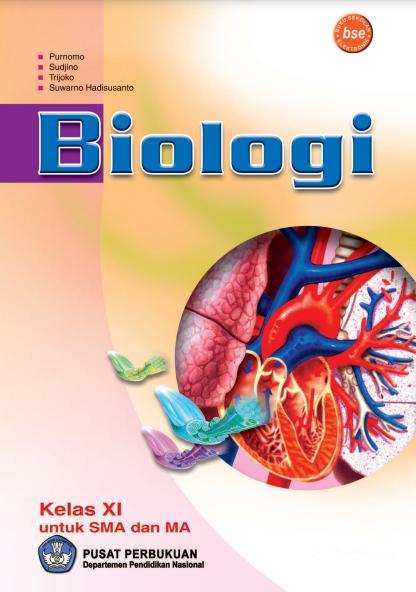 Purnomo
Sudjino
Trijoko
Suwarno Hadisusanto
BUKU SEKOLAH
bse
ELEKTRONIK
Biologi
Kelas XI
untuk SMA dan MA
PUSAT PERBUKUAN
Departemen Pendidikan Nasional